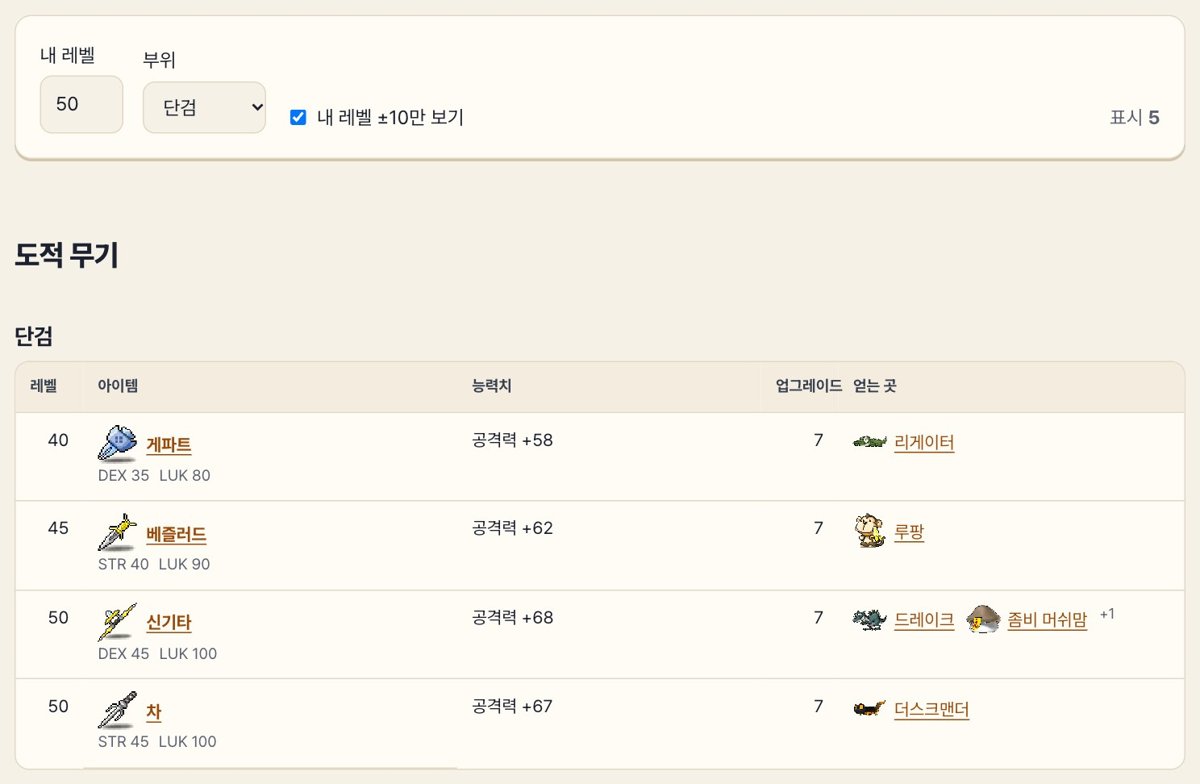 내 레벨
부위
50
단검
내 레벨 ±10만 보기
표시 5
도적 무기
단검
레벨 아이템 능력치 업그레이드 얻는 곳
40 게파트 공격력 +58 7 리게이터
DEX 35 LUK 80
45 베즐러드 공격력 +62 7 루팡
STR 40 LUK 90
50 신기타 공격력 +68 7 드레이크 좀비 머쉬맘 +1
DEX 45 LUK 100
50 차 공격력 +67 7 더스크맨더
STR 45 LUK 100